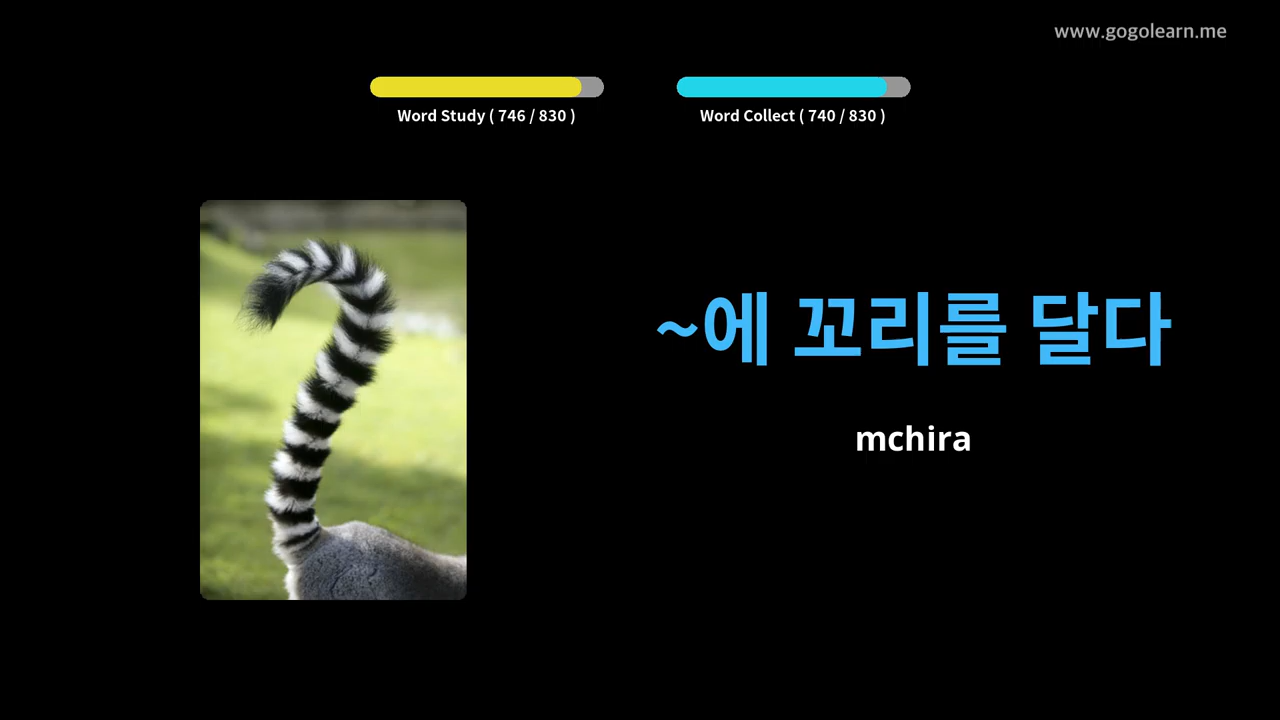 www.gogolearn.me
Word Study ( 746 / 830 )
Word Collect ( 740 / 830 )
~에 꼬리를 달다
mchira